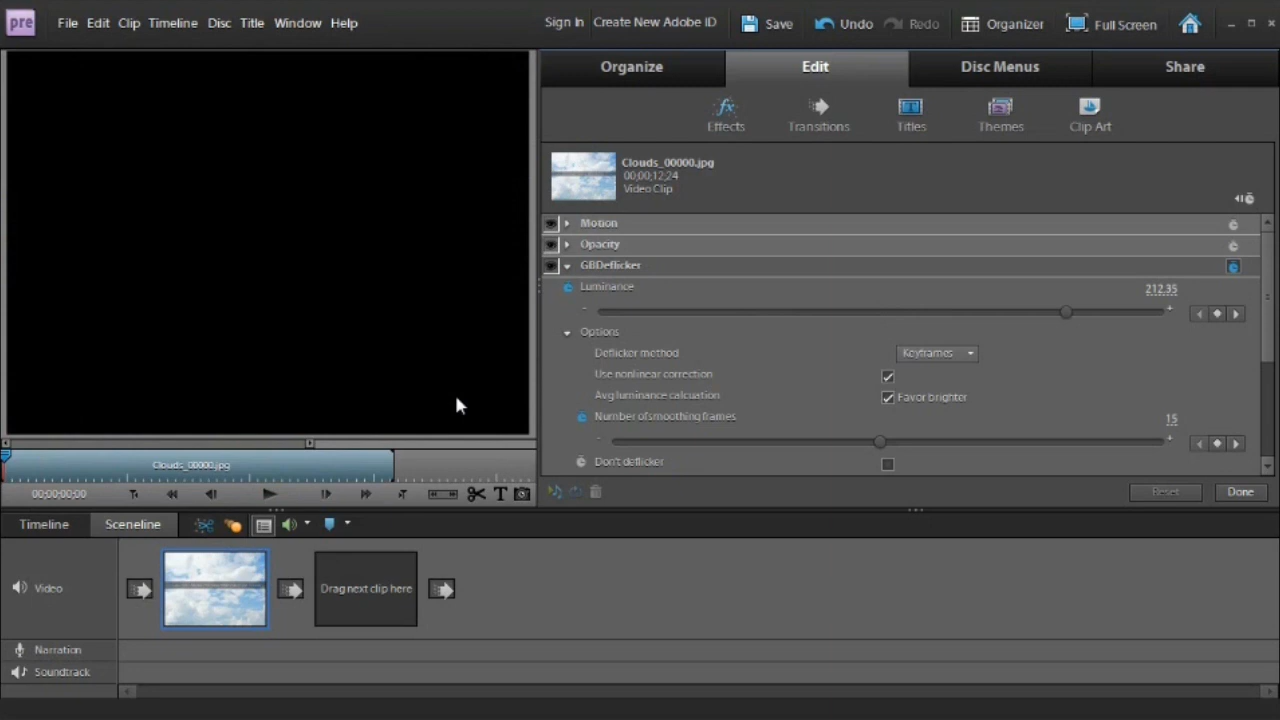 pre File Edit Clip Timeline Disc Title Window Help Sign In Create New Adobe ID Save Undo Redo Organizer Full Screen
Organize Edit Disc Menus Share
Effects Transitions Titles Themes Clip Art
Clouds_00000.jpg
00;00;12;24
Video Clip
Motion
Opacity
GBDeflicker
Luminance 212.35
- +
Options
Deflicker method Keyframes
Use nonlinear correction
Avg luminance calcuation Favor brighter
Number of smoothing frames 15
- +
Don't deflicker
Clouds_00000.jpg
00;00;00;00 T Reset Done
Timeline Sceneline
Video Drag next clip here
Narration
Soundtrack